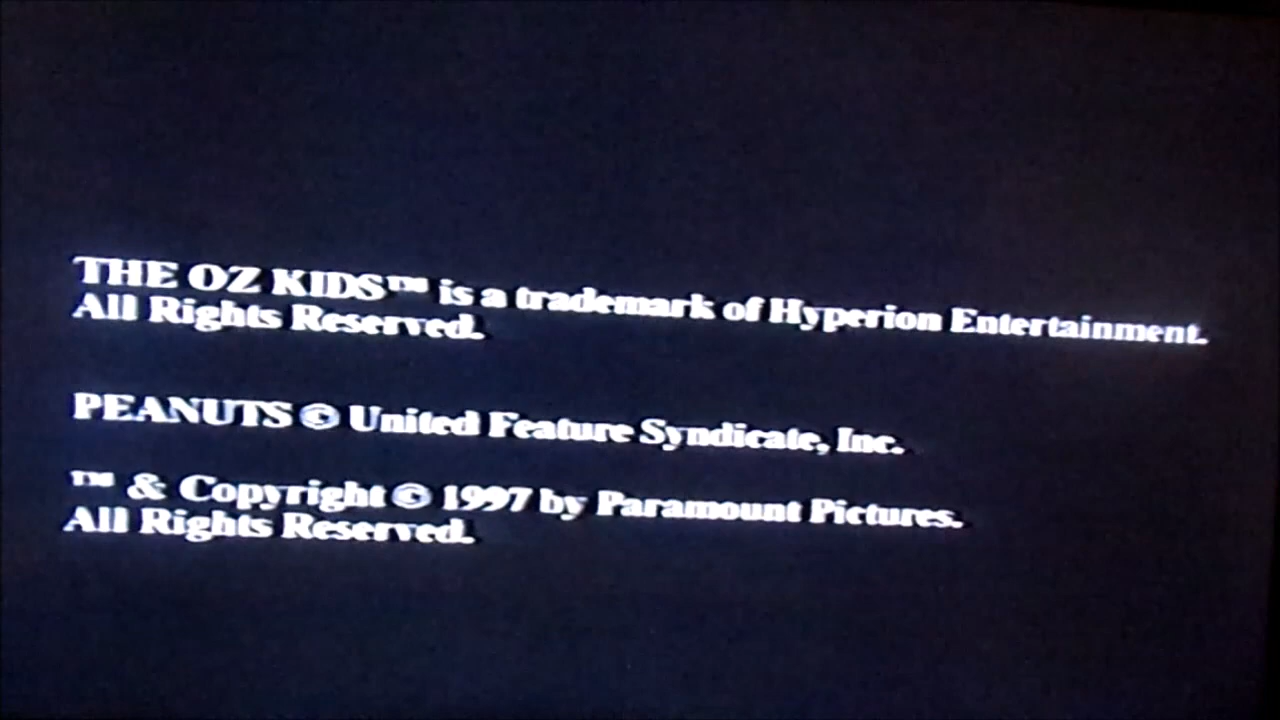 THE OZ KIDS™ is a trademark of Hyperion Entertainment.
All Rights Reserved.
PEANUTS © United Feature Syndicate, Inc.
™ & Copyright © 1997 by Paramount Pictures.
All Rights Reserved.